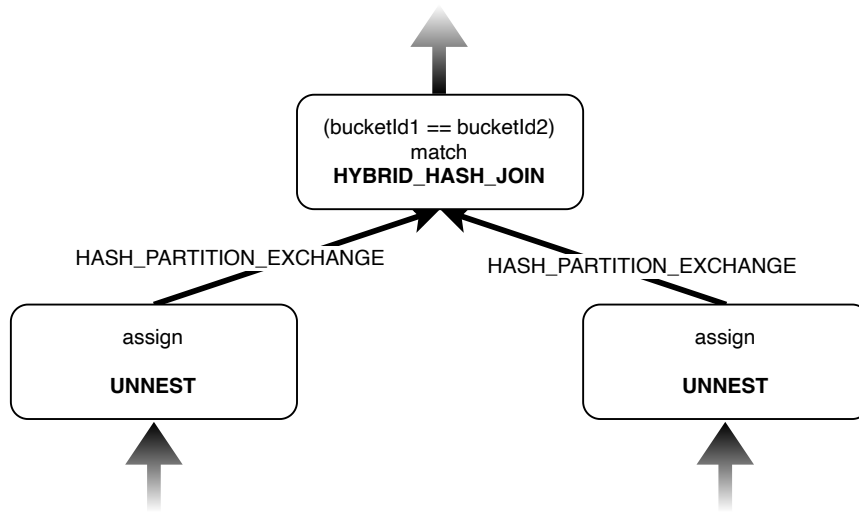 (bucketId1 == bucketId2)
match
HYBRID_HASH_JOIN
HASH_PARTITION_EXCHANGE
HASH_PARTITION_EXCHANGE
assign
UNNEST
assign
UNNEST